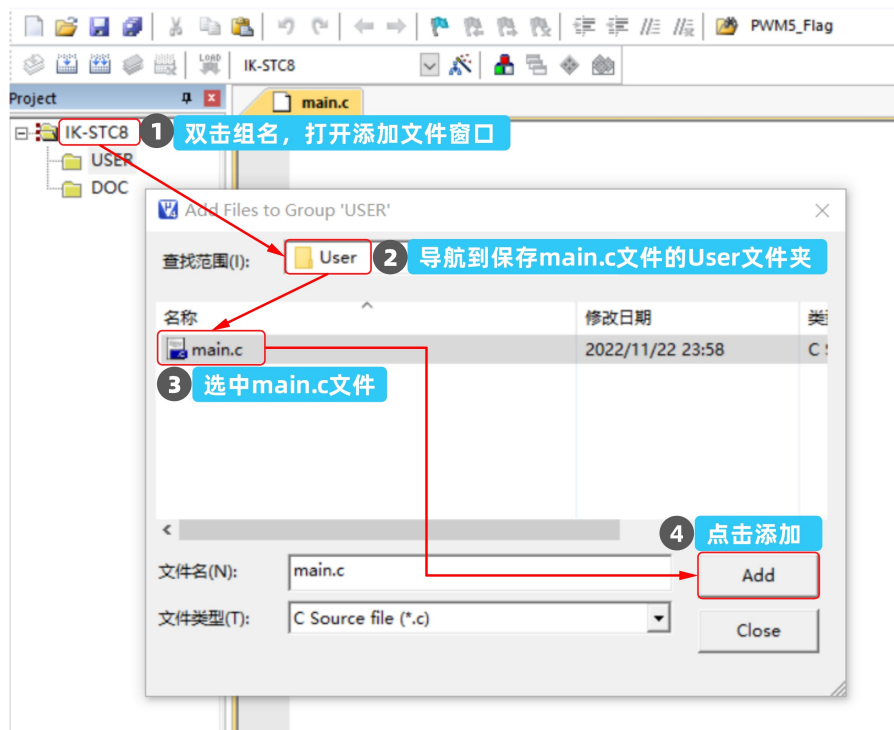 PWM5_Flag
LOAD
IK-STC8
Project
main.c
IK-STC8
1 双击组名，打开添加文件窗口
USER
DOC
Add Files to Group 'USER'
查找范围(I):
User
2 导航到保存main.c文件的User文件夹
名称 修改日期
main.c 2022/11/22 23:58 C
3 选中main.c文件
4 点击添加
文件名(N): main.c Add
文件类型(T): C Source file (*.c) Close